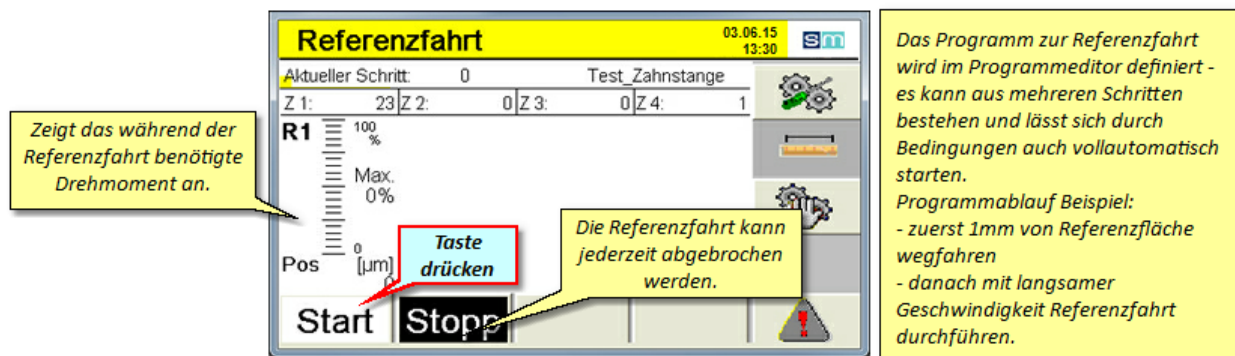 Referenzfahrt
03.06.15
13:30
sm
Aktueller Schritt: 0 Test_Zahnstange
Z 1: 23 Z 2: 0 Z 3: 0 Z 4: 1
R1
100
%
Max.
0%
0
Pos [µm]
0
Start Stopp
Zeigt das während der
Referenzfahrt benötigte
Drehmoment an.
Taste
drücken
Die Referenzfahrt kann
jederzeit abgebrochen
werden.
Das Programm zur Referenzfahrt
wird im Programmeditor definiert -
es kann aus mehreren Schritten
bestehen und lässt sich durch
Bedingungen auch vollautomatisch
starten.
Programmablauf Beispiel:
- zuerst 1mm von Referenzfläche
wegfahren
- danach mit langsamer
Geschwindigkeit Referenzfahrt
durchführen.